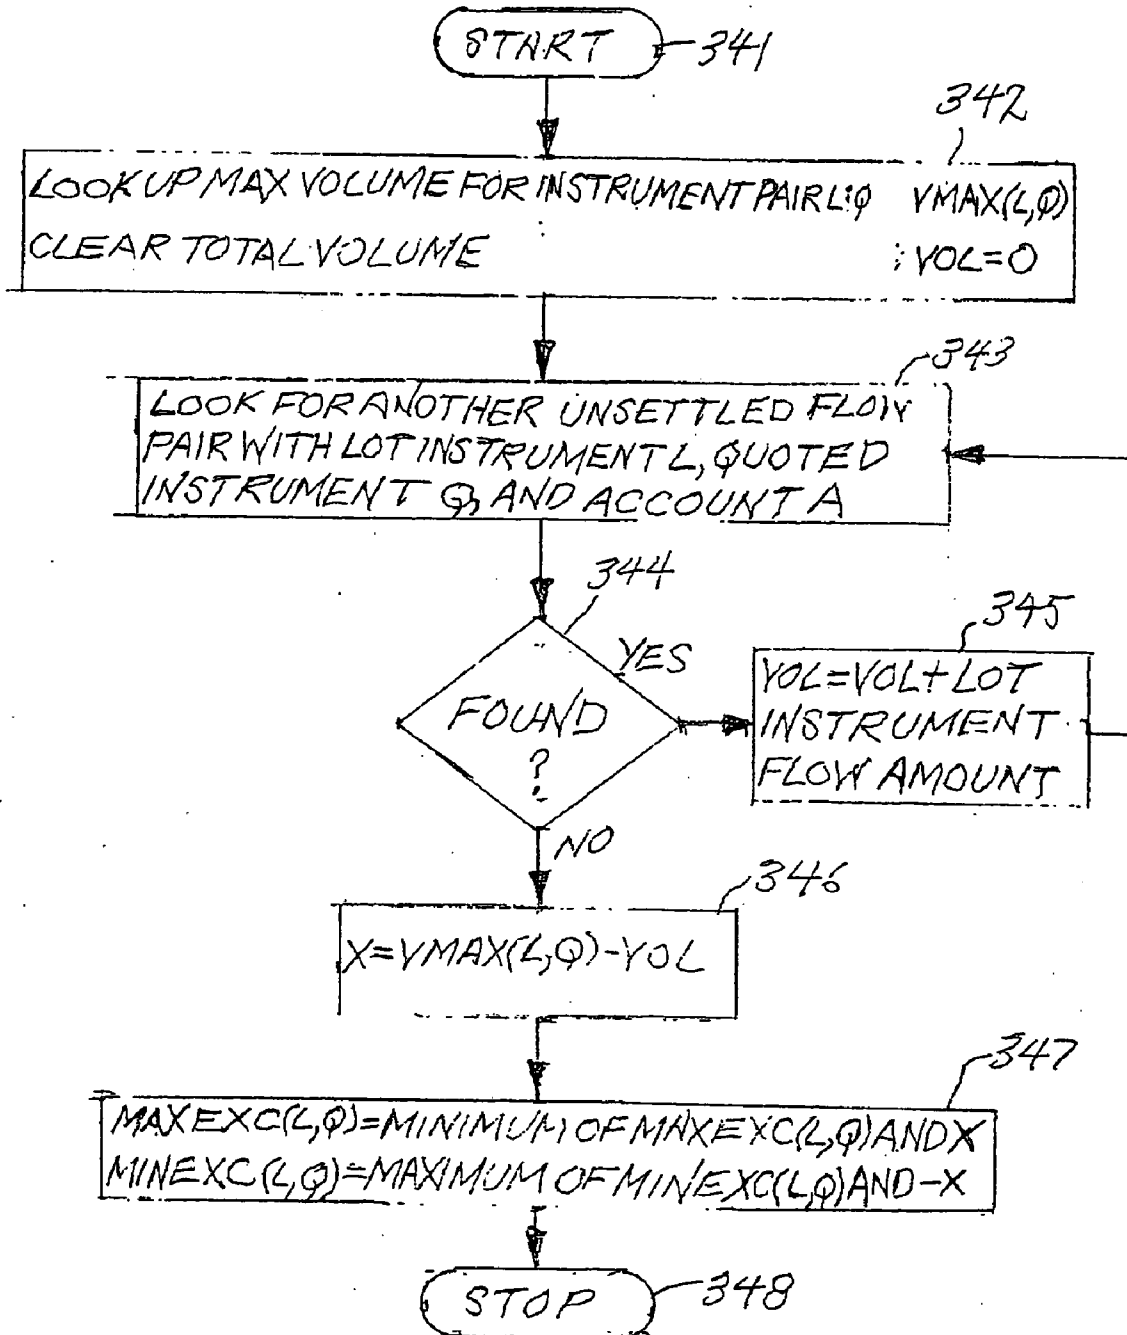 START 341
342
LOOK UP MAX VOLUME FOR INSTRUMENT PAIR L:Q VMAX(L,Q)
CLEAR TOTAL VOLUME ; VOL=0
343
LOOK FOR ANOTHER UNSETTLED FLOW
PAIR WITH LOT INSTRUMENT L, QUOTED
INSTRUMENT Q, AND ACCOUNT A
344
YES
FOUND
?
NO
345
VOL=VOL+LOT
INSTRUMENT
FLOW AMOUNT
346
X=VMAX(L,Q)-VOL
347
MAXEXC(L,Q)=MINIMUM OF MAXEXC(L,Q) AND X
MINEXC(L,Q)=MAXIMUM OF MINEXC(L,Q) AND -X
STOP 348